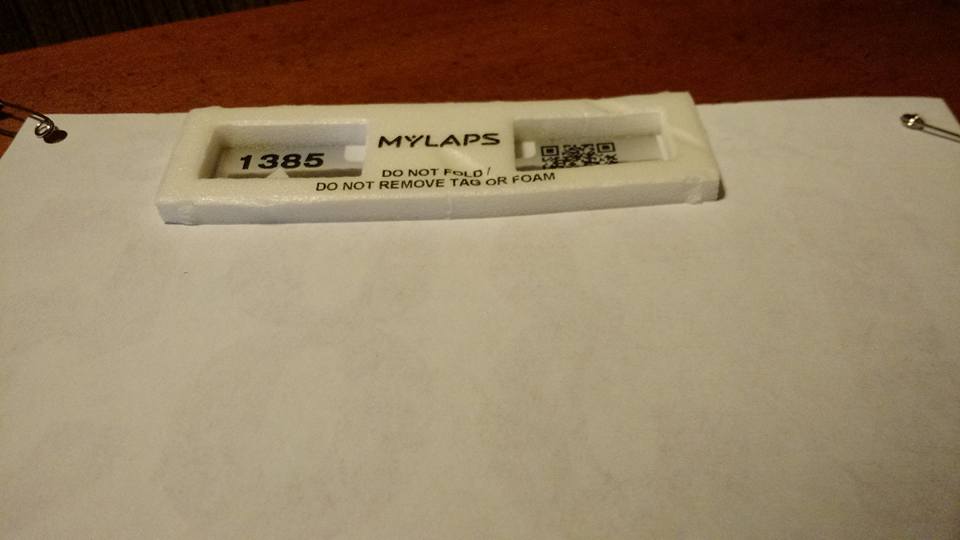 1385
MYLAPS
DO NOT FOLD /
DO NOT REMOVE TAG OR FOAM